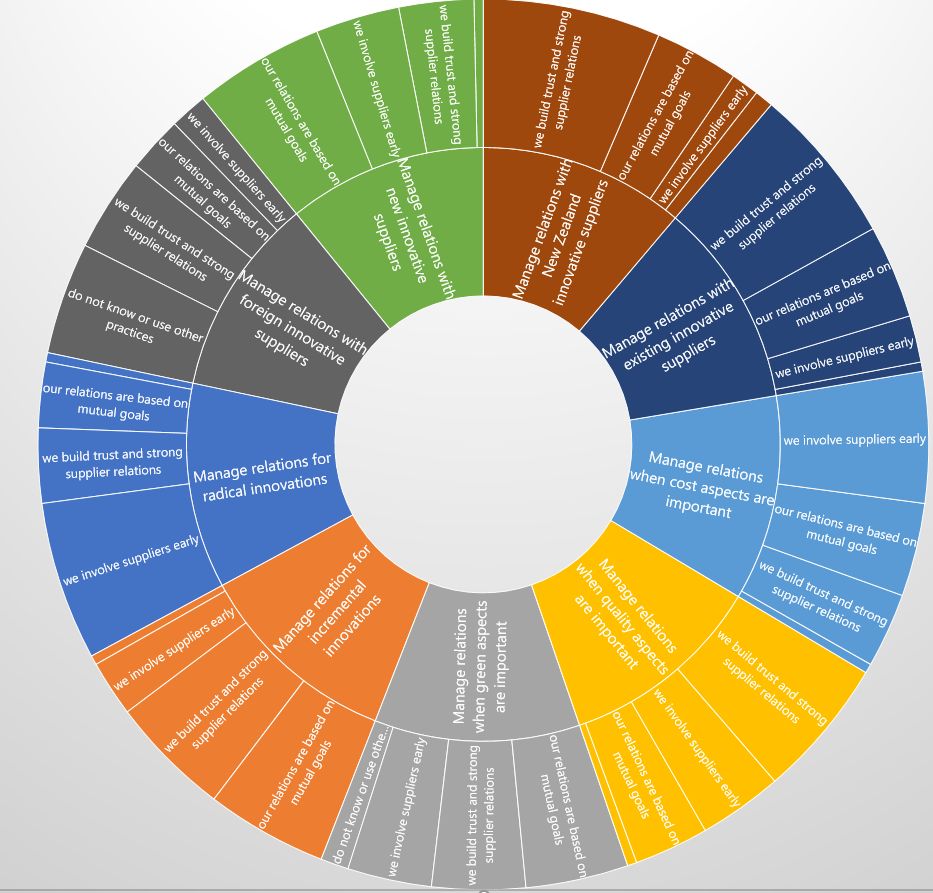 Manage relations with
New Zealand
innovative suppliers
we build trust and strong
supplier relations
our relations are based on
mutual goals
we involve suppliers early
Manage relations with
existing innovative
suppliers
we build trust and strong
supplier relations
our relations are based on
mutual goals
we involve suppliers early
Manage relations
when cost aspects are
important
we involve suppliers early
our relations are based on
mutual goals
we build trust and strong
supplier relations
Manage relations
when quality aspects
are important
we build trust and strong
supplier relations
we involve suppliers early
our relations are based on
mutual goals
Manage relations
when green aspects
are important
our relations are based on
mutual goals
we build trust and strong
supplier relations
we involve suppliers early
do not know or use othe...
Manage relations for
incremental
innovations
our relations are based on
mutual goals
we build trust and strong
supplier relations
we involve suppliers early
Manage relations for
radical innovations
we involve suppliers early
we build trust and strong
supplier relations
our relations are based on
mutual goals
Manage relations with
foreign innovative
suppliers
do not know or use other
practices
we build trust and strong
supplier relations
our relations are based on
mutual goals
we involve suppliers early
Manage relations with
new innovative
suppliers
our relations are based on
mutual goals
we involve suppliers early
we build trust and strong
supplier relations